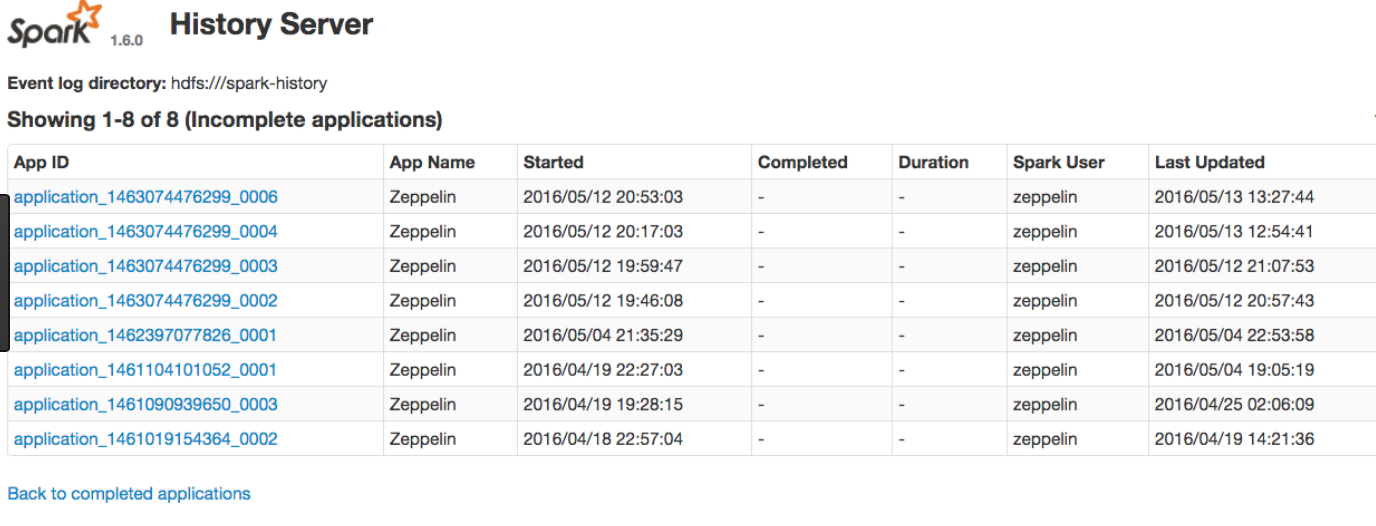 Spark 1.6.0 History Server
Event log directory: hdfs:///spark-history
Showing 1-8 of 8 (Incomplete applications)
App ID App Name Started Completed Duration Spark User Last Updated
application_1463074476299_0006 Zeppelin 2016/05/12 20:53:03 - - zeppelin 2016/05/13 13:27:44
application_1463074476299_0004 Zeppelin 2016/05/12 20:17:03 - - zeppelin 2016/05/13 12:54:41
application_1463074476299_0003 Zeppelin 2016/05/12 19:59:47 - - zeppelin 2016/05/12 21:07:53
application_1463074476299_0002 Zeppelin 2016/05/12 19:46:08 - - zeppelin 2016/05/12 20:57:43
application_1462397077826_0001 Zeppelin 2016/05/04 21:35:29 - - zeppelin 2016/05/04 22:53:58
application_1461104101052_0001 Zeppelin 2016/04/19 22:27:03 - - zeppelin 2016/05/04 19:05:19
application_1461090939650_0003 Zeppelin 2016/04/19 19:28:15 - - zeppelin 2016/04/25 02:06:09
application_1461019154364_0002 Zeppelin 2016/04/18 22:57:04 - - zeppelin 2016/04/19 14:21:36
Back to completed applications